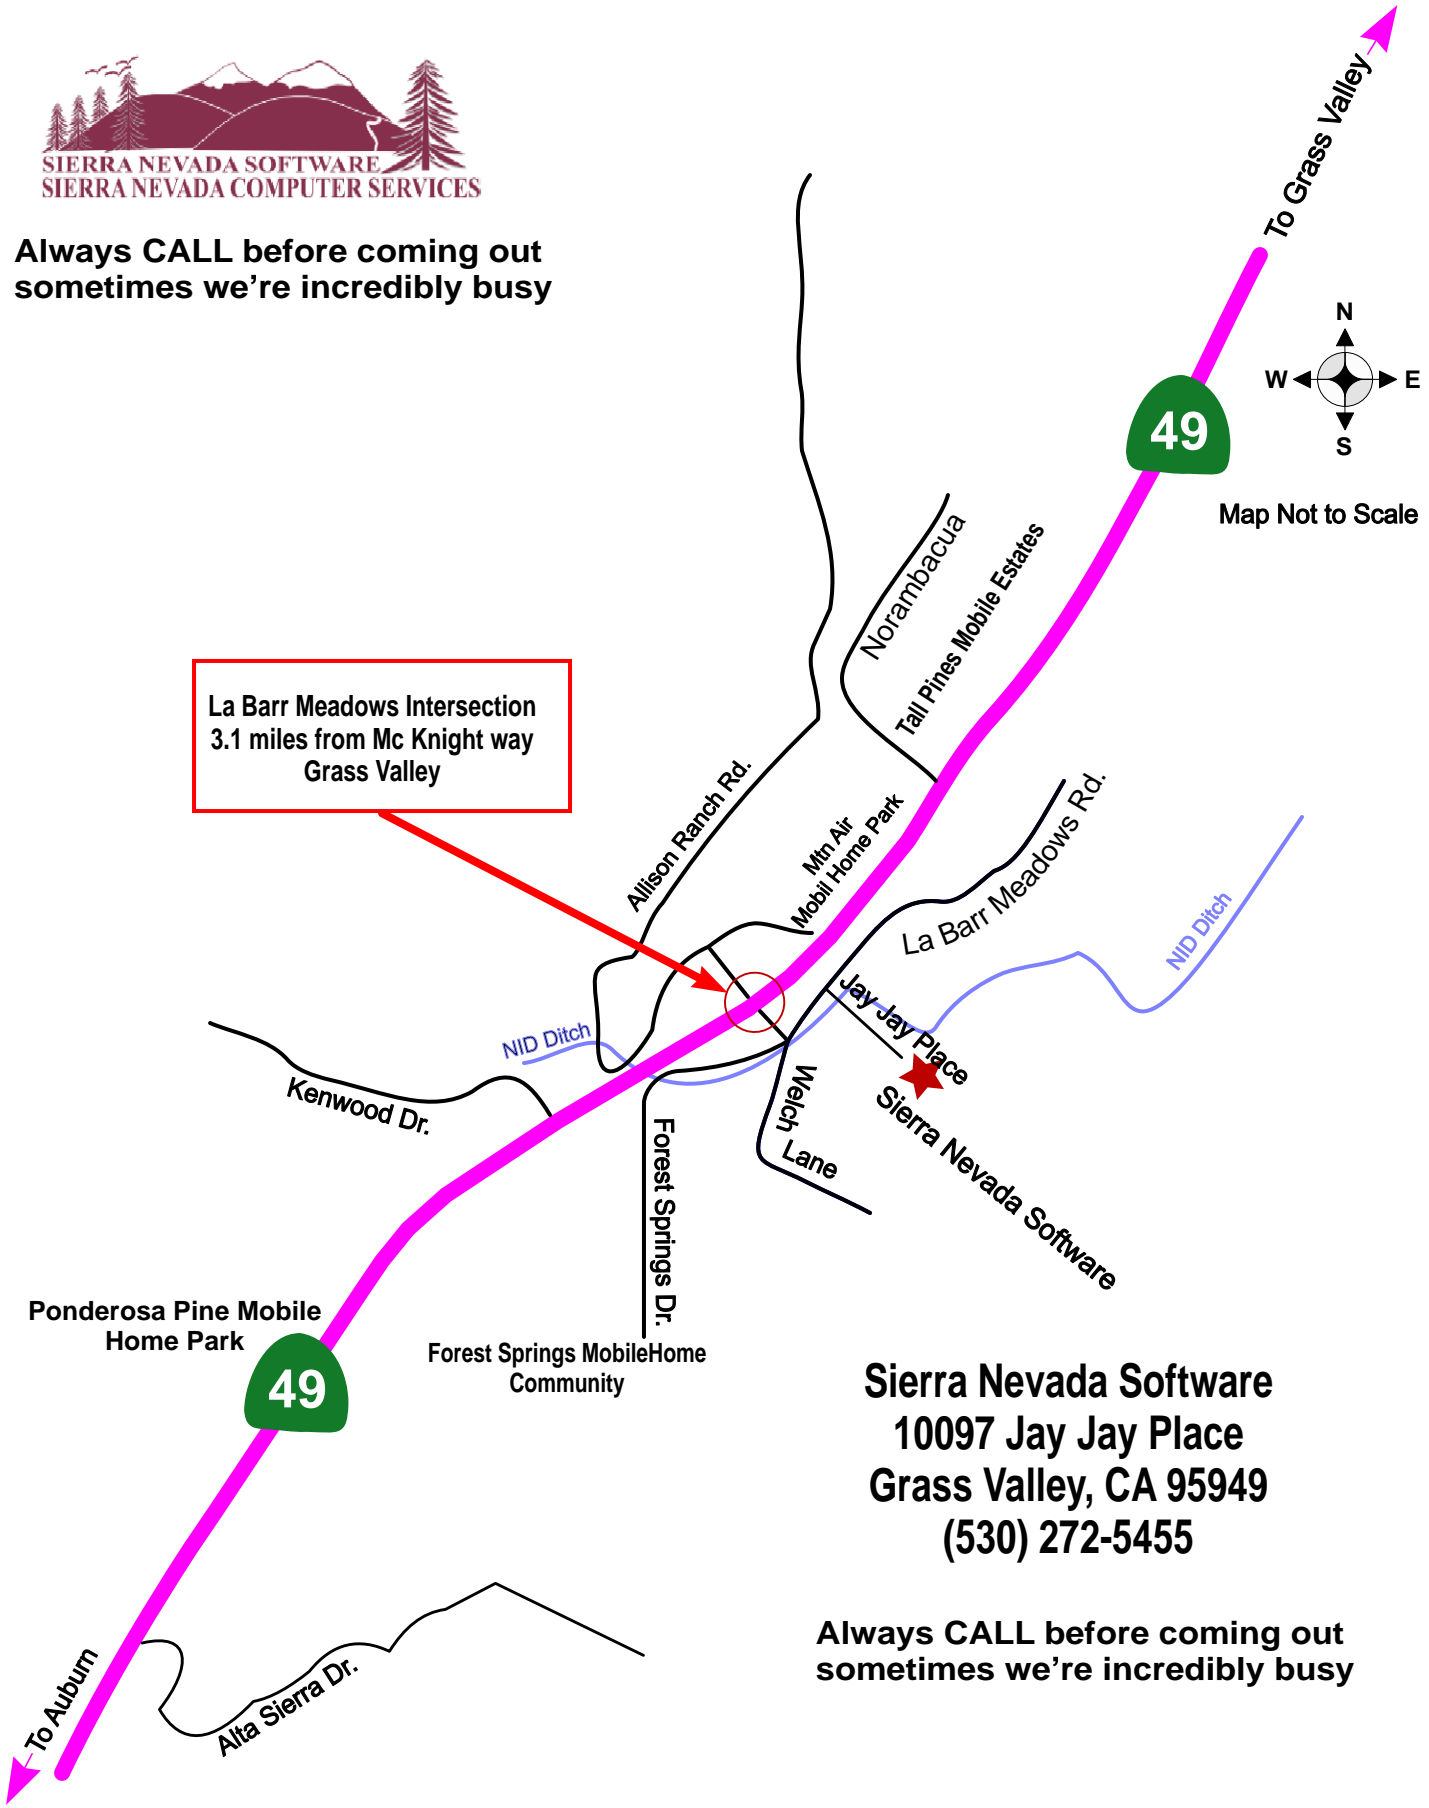 SIERRA NEVADA SOFTWARE
SIERRA NEVADA COMPUTER SERVICES
Always CALL before coming out
sometimes we're incredibly busy
To Grass Valley
N
W
E
S
49
Map Not to Scale
Norambacua
Tall Pines Mobile Estates
La Barr Meadows Intersection
3.1 miles from Mc Knight way
Grass Valley
Allison Ranch Rd.
Mtn Air
Mobil Home Park
La Barr Meadows Rd.
NID Ditch
Jay Jay Place
NID Ditch
Kenwood Dr.
Welch
Lane
Sierra Nevada Software
Forest Springs Dr.
Ponderosa Pine Mobile
Home Park
49
Forest Springs MobileHome
Community
Sierra Nevada Software
10097 Jay Jay Place
Grass Valley, CA 95949
(530) 272-5455
Always CALL before coming out
sometimes we're incredibly busy
To Auburn
Alta Sierra Dr.